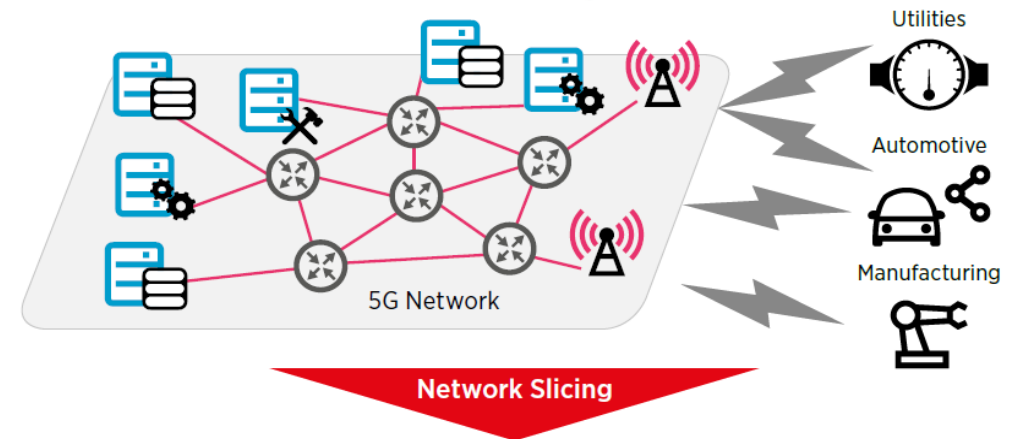 Utilities
Automotive
Manufacturing
5G Network
Network Slicing